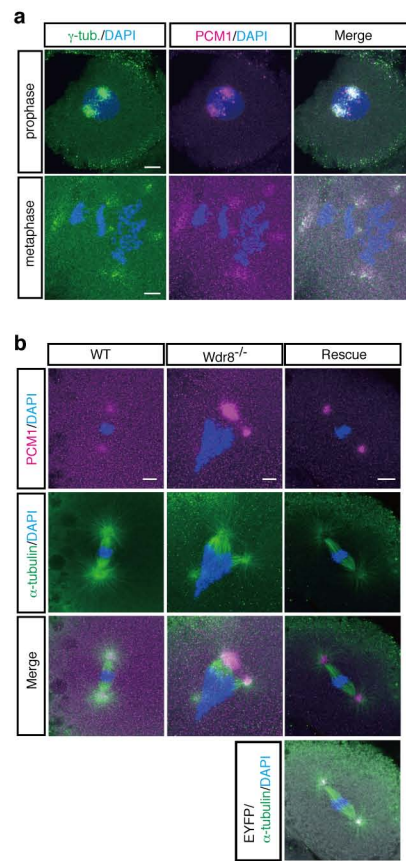 a
γ-tub./DAPI
PCM1/DAPI
Merge
prophase
metaphase
b
WT
Wdr8-/-
Rescue
PCM1/DAPI
α-tubulin/DAPI
Merge
EYFP/
α-tubulin/DAPI